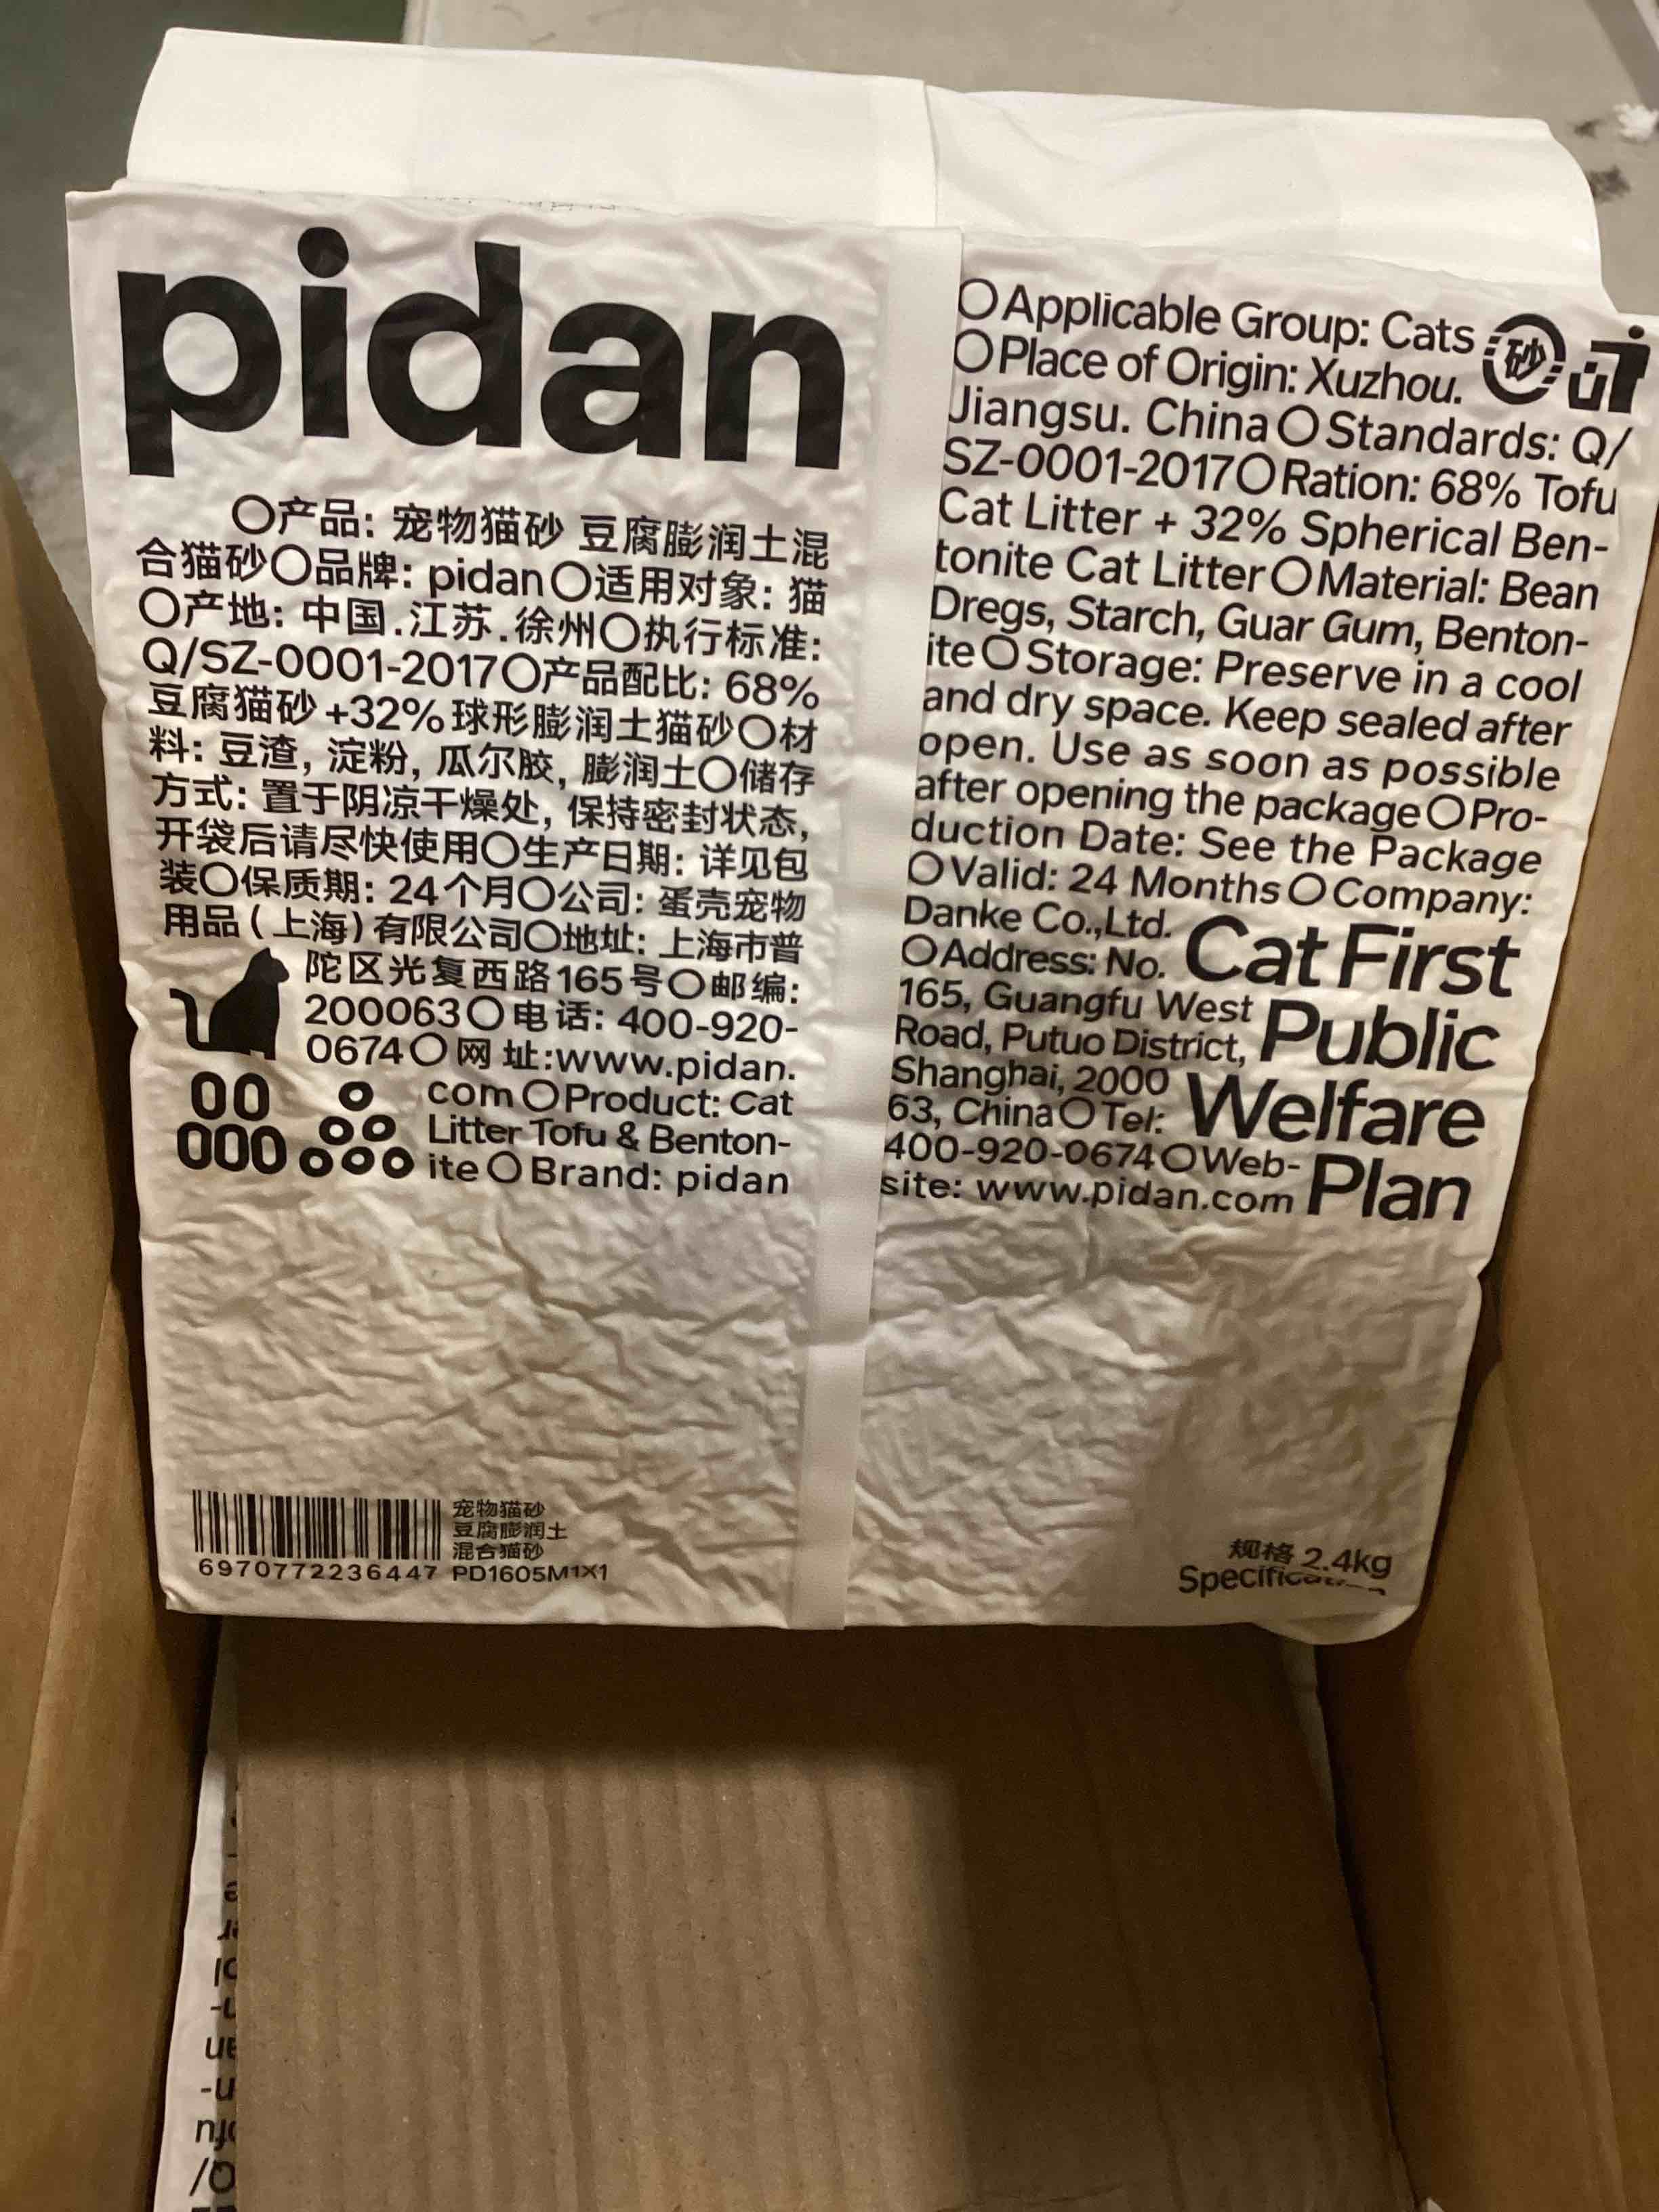 pidan
○产品: 宠物猫砂 豆腐膨润土混
合猫砂○品牌: pidan○适用对象: 猫
○产地: 中国.江苏.徐州○执行标准:
Q/SZ-0001-2017○产品配比: 68%
豆腐猫砂+32%球形膨润土猫砂○材
料: 豆渣, 淀粉, 瓜尔胶, 膨润土○储存
方式: 置于阴凉干燥处, 保持密封状态,
开袋后请尽快使用○生产日期: 详见包
装○保质期: 24个月○公司: 蛋壳宠物
用品(上海)有限公司○地址: 上海市普
陀区光复西路165号○邮编:
200063○电话: 400-920-
0674○网址:www.pidan.
com○Product: Cat
Litter Tofu & Benton-
ite○Brand: pidan
○Applicable Group: Cats
○Place of Origin: Xuzhou.
Jiangsu. China○Standards: Q/
SZ-0001-2017○Ration: 68% Tofu
Cat Litter + 32% Spherical Ben-
tonite Cat Litter○Material: Bean
Dregs, Starch, Guar Gum, Benton-
ite○Storage: Preserve in a cool
and dry space. Keep sealed after
open. Use as soon as possible
after opening the package○Pro-
duction Date: See the Package
○Valid: 24 Months○Company:
Danke Co.,Ltd.
○Address: No.
165, Guangfu West
Road, Putuo District,
Shanghai, 2000
63, China○Tel:
400-920-0674○Web-
site: www.pidan.com
砂
Cat First
Public
Welfare
Plan
宠物猫砂
豆腐膨润土
混合猫砂
6970772236447 PD1605M1X1
规格 2.4kg